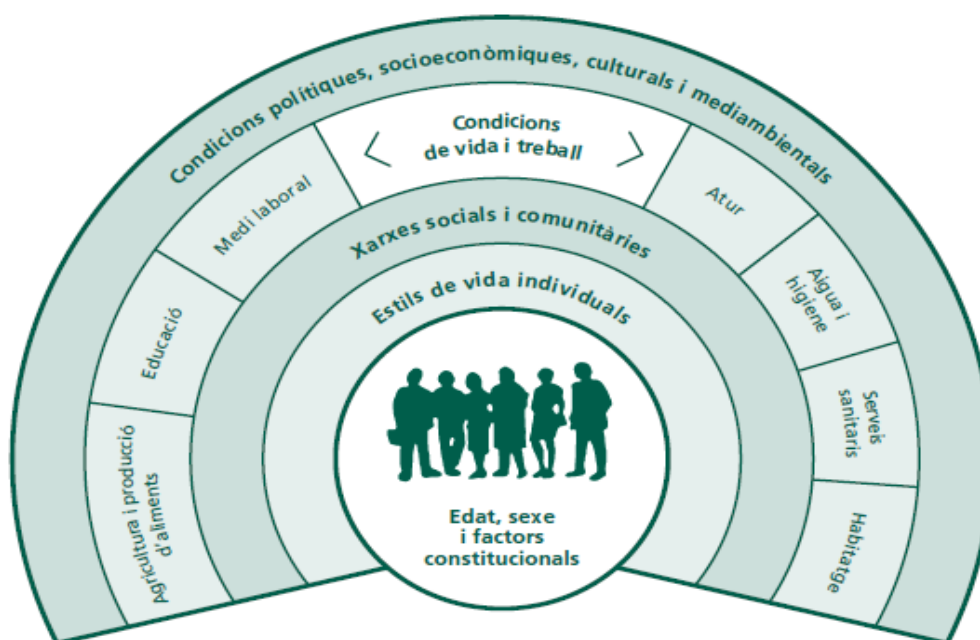 Condicions polítiques, socioeconòmiques, culturals i mediambientals
Condicions
de vida i treball
Agricultura i producció
d'aliments
Educació
Medi laboral
Atur
Aigua i
higiene
Serveis
sanitaris
Habitatge
Xarxes socials i comunitàries
Estils de vida individuals
Edat, sexe
i factors
constitucionals